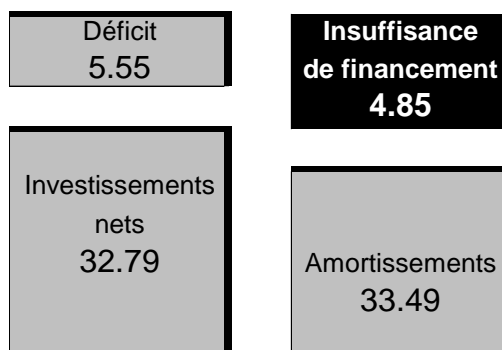 Déficit
5.55
Insuffisance
de financement
4.85
Investissements
nets
32.79
Amortissements
33.49